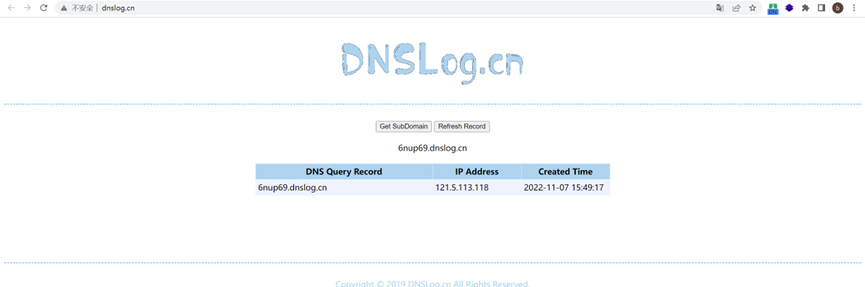 不安全 | dnslog.cn
DNSLog.cn
Get SubDomain Refresh Record
6nup69.dnslog.cn
DNS Query Record IP Address Created Time
6nup69.dnslog.cn 121.5.113.118 2022-11-07 15:49:17
Copyright © 2019 DNSLog.cn All Rights Reserved.